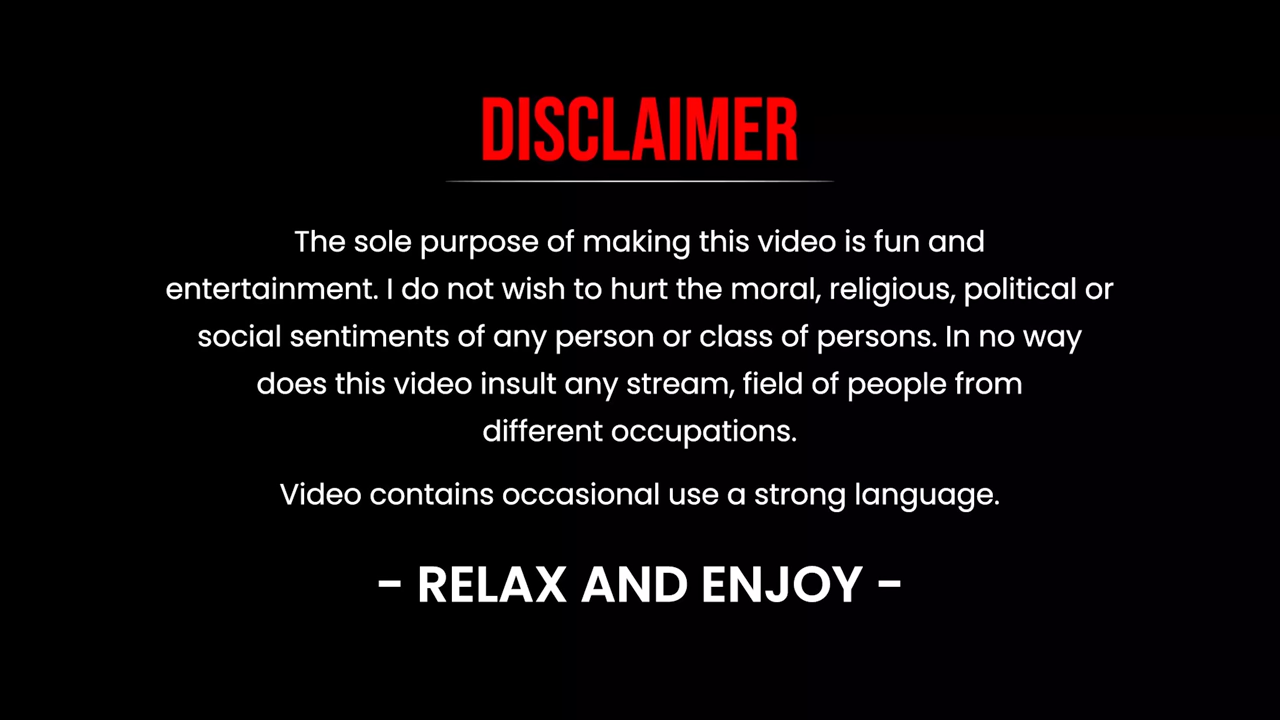 DISCLAIMER
The sole purpose of making this video is fun and
entertainment. I do not wish to hurt the moral, religious, political or
social sentiments of any person or class of persons. In no way
does this video insult any stream, field of people from
different occupations.
Video contains occasional use a strong language.
- RELAX AND ENJOY -